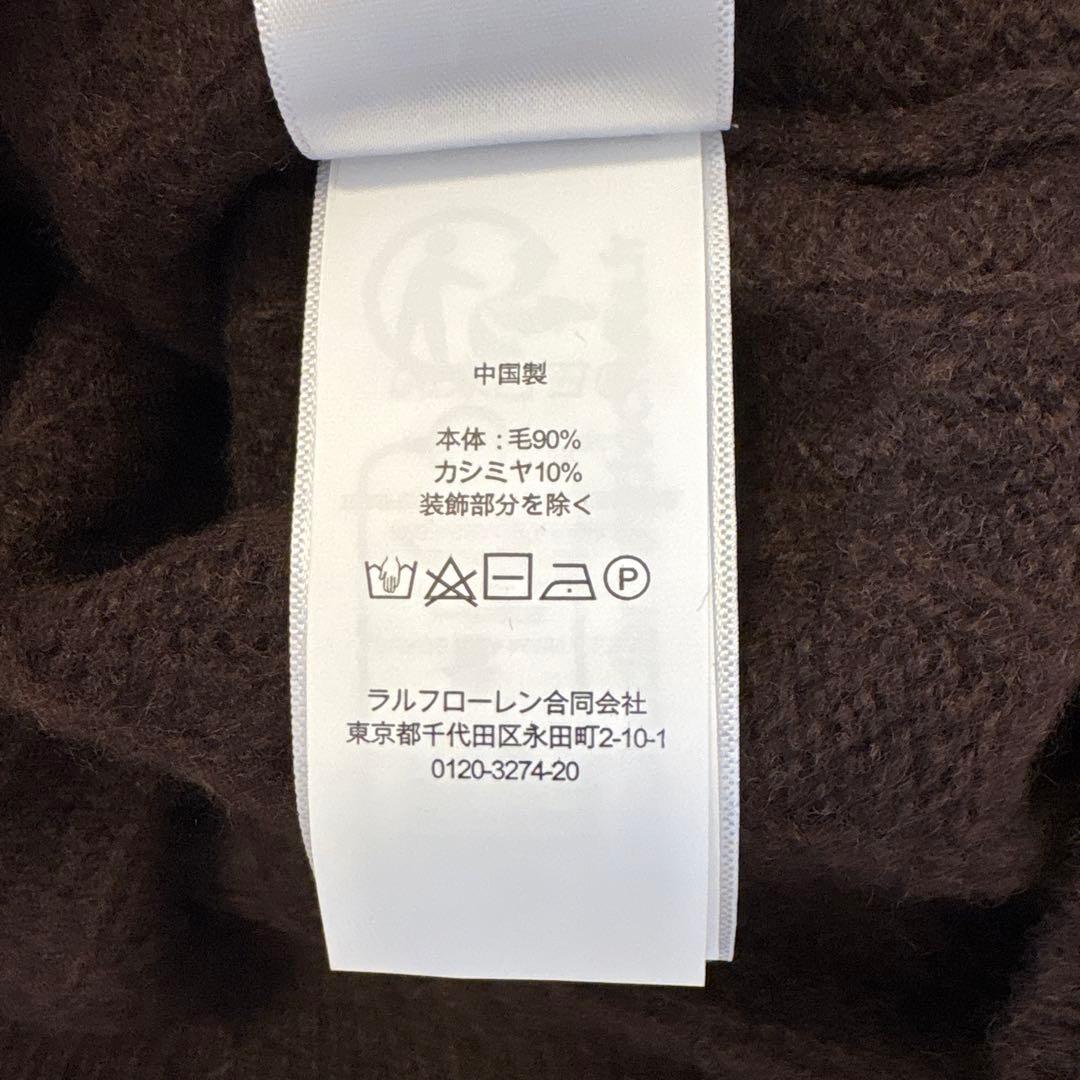 中国製
本体 : 毛90%
カシミヤ10%
装飾部分を除く
P
ラルフローレン合同会社
東京都千代田区永田町2-10-1
0120-3274-20